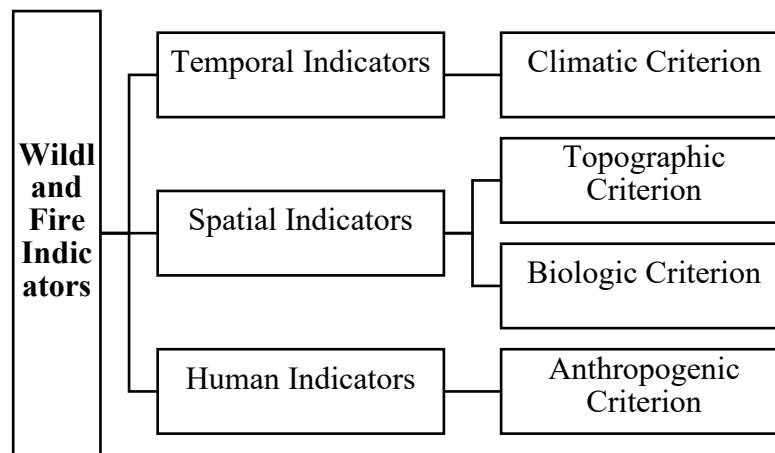 Wildl
and
Fire
Indic
ators
Temporal Indicators
Climatic Criterion
Spatial Indicators
Topographic
Criterion
Biologic Criterion
Human Indicators
Anthropogenic
Criterion